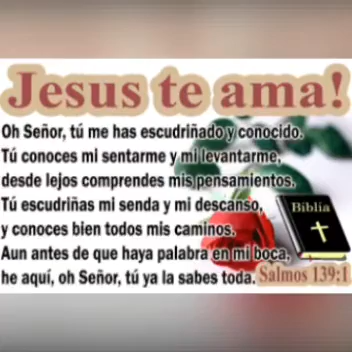 Jesus te ama!
Oh Señor, tú me has escudriñado y conocido.
Tú conoces mi sentarme y mi levantarme,
desde lejos comprendes mis pensamientos.
Tú escudriñas mi senda y mi descanso,
y conoces bien todos mis caminos.
Aun antes de que haya palabra en mi boca,
he aquí, oh Señor, tú ya la sabes toda.
Biblia
Salmos 139:1